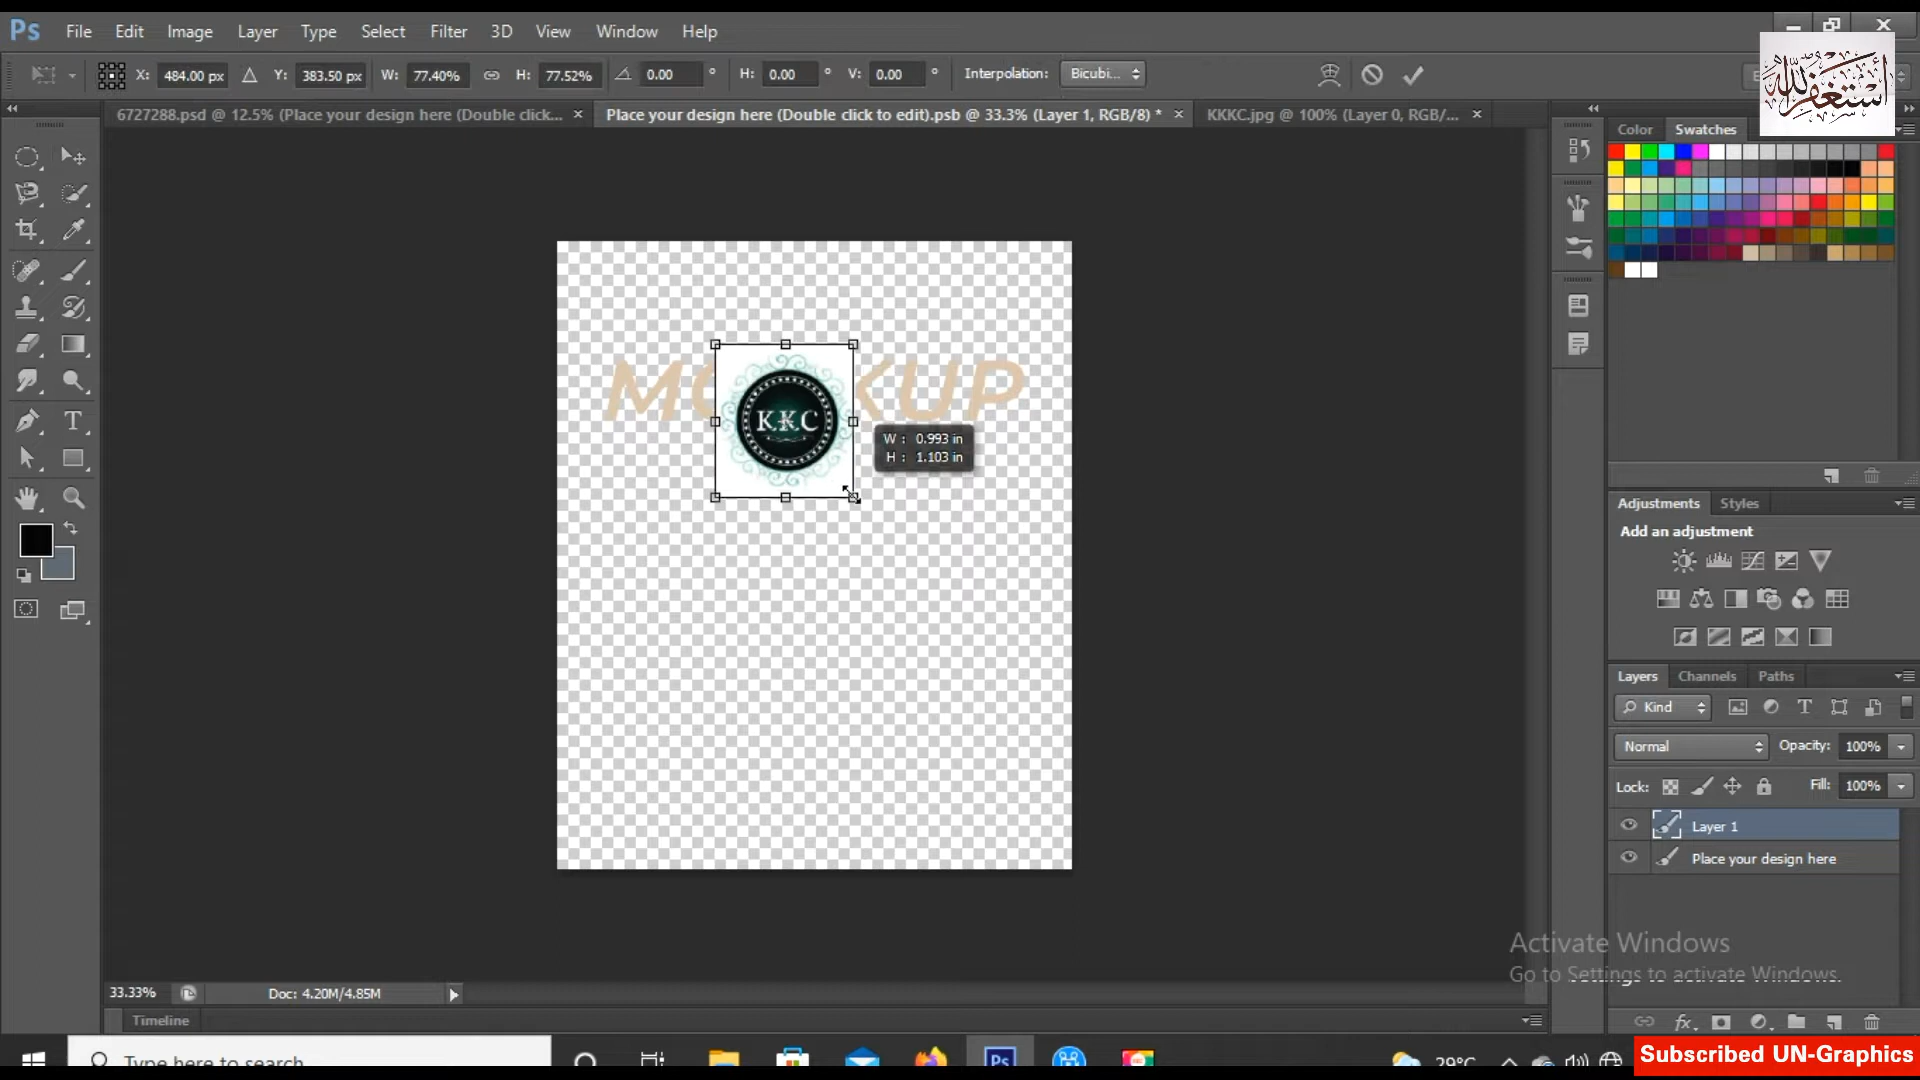 Ps File Edit Image Layer Type Select Filter 3D View Window Help
X: 484.00 px Y: 383.50 px W: 77.40% H: 77.52% 0.00 ° H: 0.00 ° V: 0.00 ° Interpolation: Bicubi...
أستغفر الله
6727288.psd @ 12.5% (Place your design here (Double click... × Place your design here (Double click to edit).psb @ 33.3% (Layer 1, RGB/8) * × KKKC.jpg @ 100% (Layer 0, RGB/... ×
Color Swatches
MO KUP
KKC
W : 0.993 in
H : 1.103 in
Adjustments Styles
Add an adjustment
Layers Channels Paths
Kind
Normal Opacity: 100%
Lock: Fill: 100%
Layer 1
Place your design here
Activate Windows
Go to Settings to activate Windows.
33.33% Doc: 4.20M/4.85M
Timeline
Type here to search
Ps
29°C
Subscribed UN-Graphics